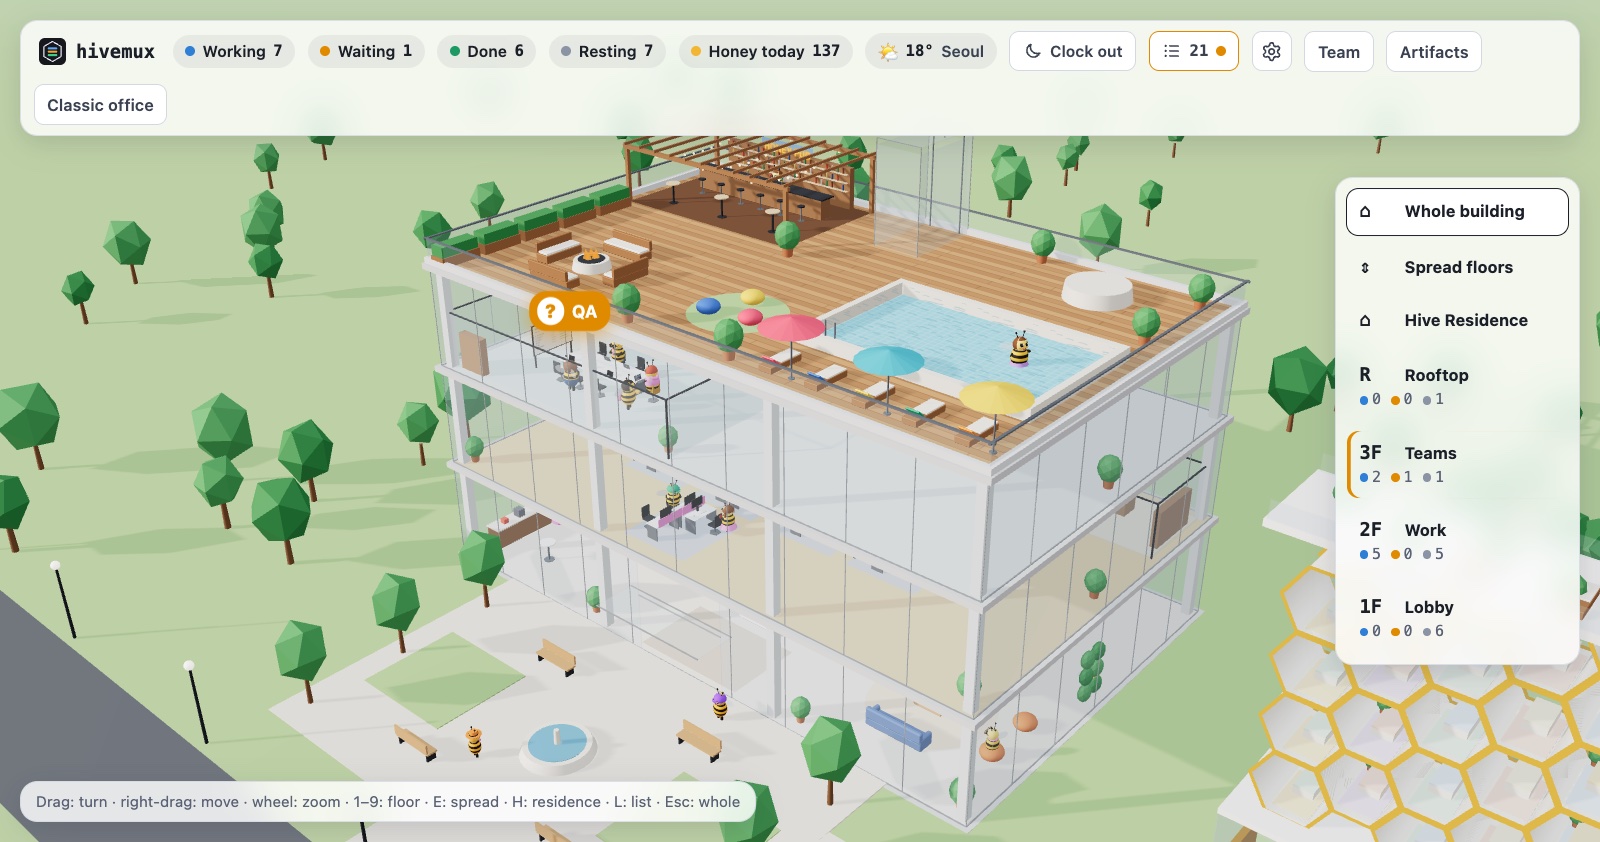 hivemux
Working 7
Waiting 1
Done 6
Resting 7
Honey today 137
18° Seoul
Clock out
21
Team
Artifacts
Classic office
? QA
Whole building
Spread floors
Hive Residence
R Rooftop
0 0 1
3F Teams
2 1 1
2F Work
5 0 5
1F Lobby
0 0 6
Drag: turn · right-drag: move · wheel: zoom · 1–9: floor · E: spread · H: residence · L: list · Esc: whole